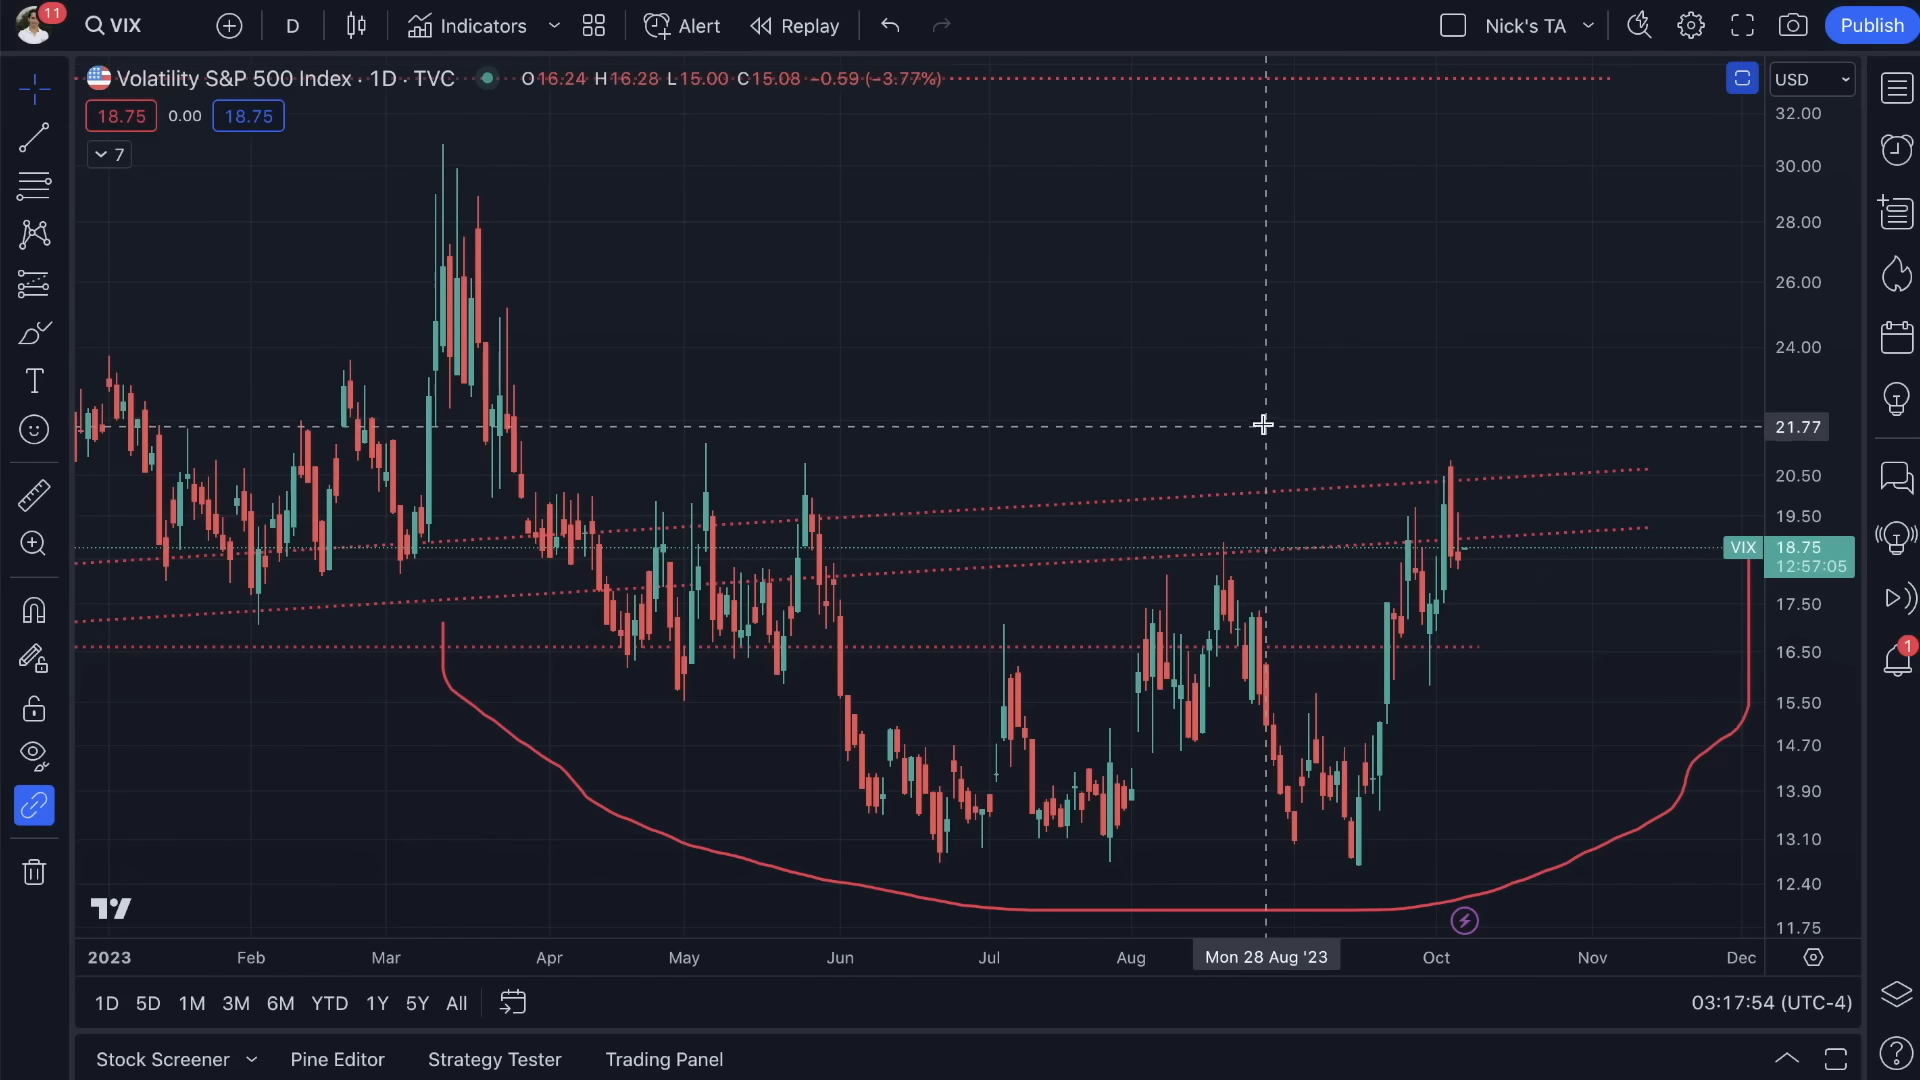 11
VIX
D
Indicators
Alert
Replay
Nick's TA
Publish
Volatility S&P 500 Index · 1D · TVC
O16.24 H16.28 L15.00 C15.08 −0.59 (−3.77%)
USD
18.75 0.00 18.75
7
32.00
30.00
28.00
26.00
24.00
21.77
20.50
19.50
VIX 18.75
12:57:05
17.50
16.50
15.50
14.70
13.90
13.10
12.40
11.75
1
2023 Feb Mar Apr May Jun Jul Aug Mon 28 Aug '23 Oct Nov Dec
1D 5D 1M 3M 6M YTD 1Y 5Y All
03:17:54 (UTC-4)
Stock Screener Pine Editor Strategy Tester Trading Panel